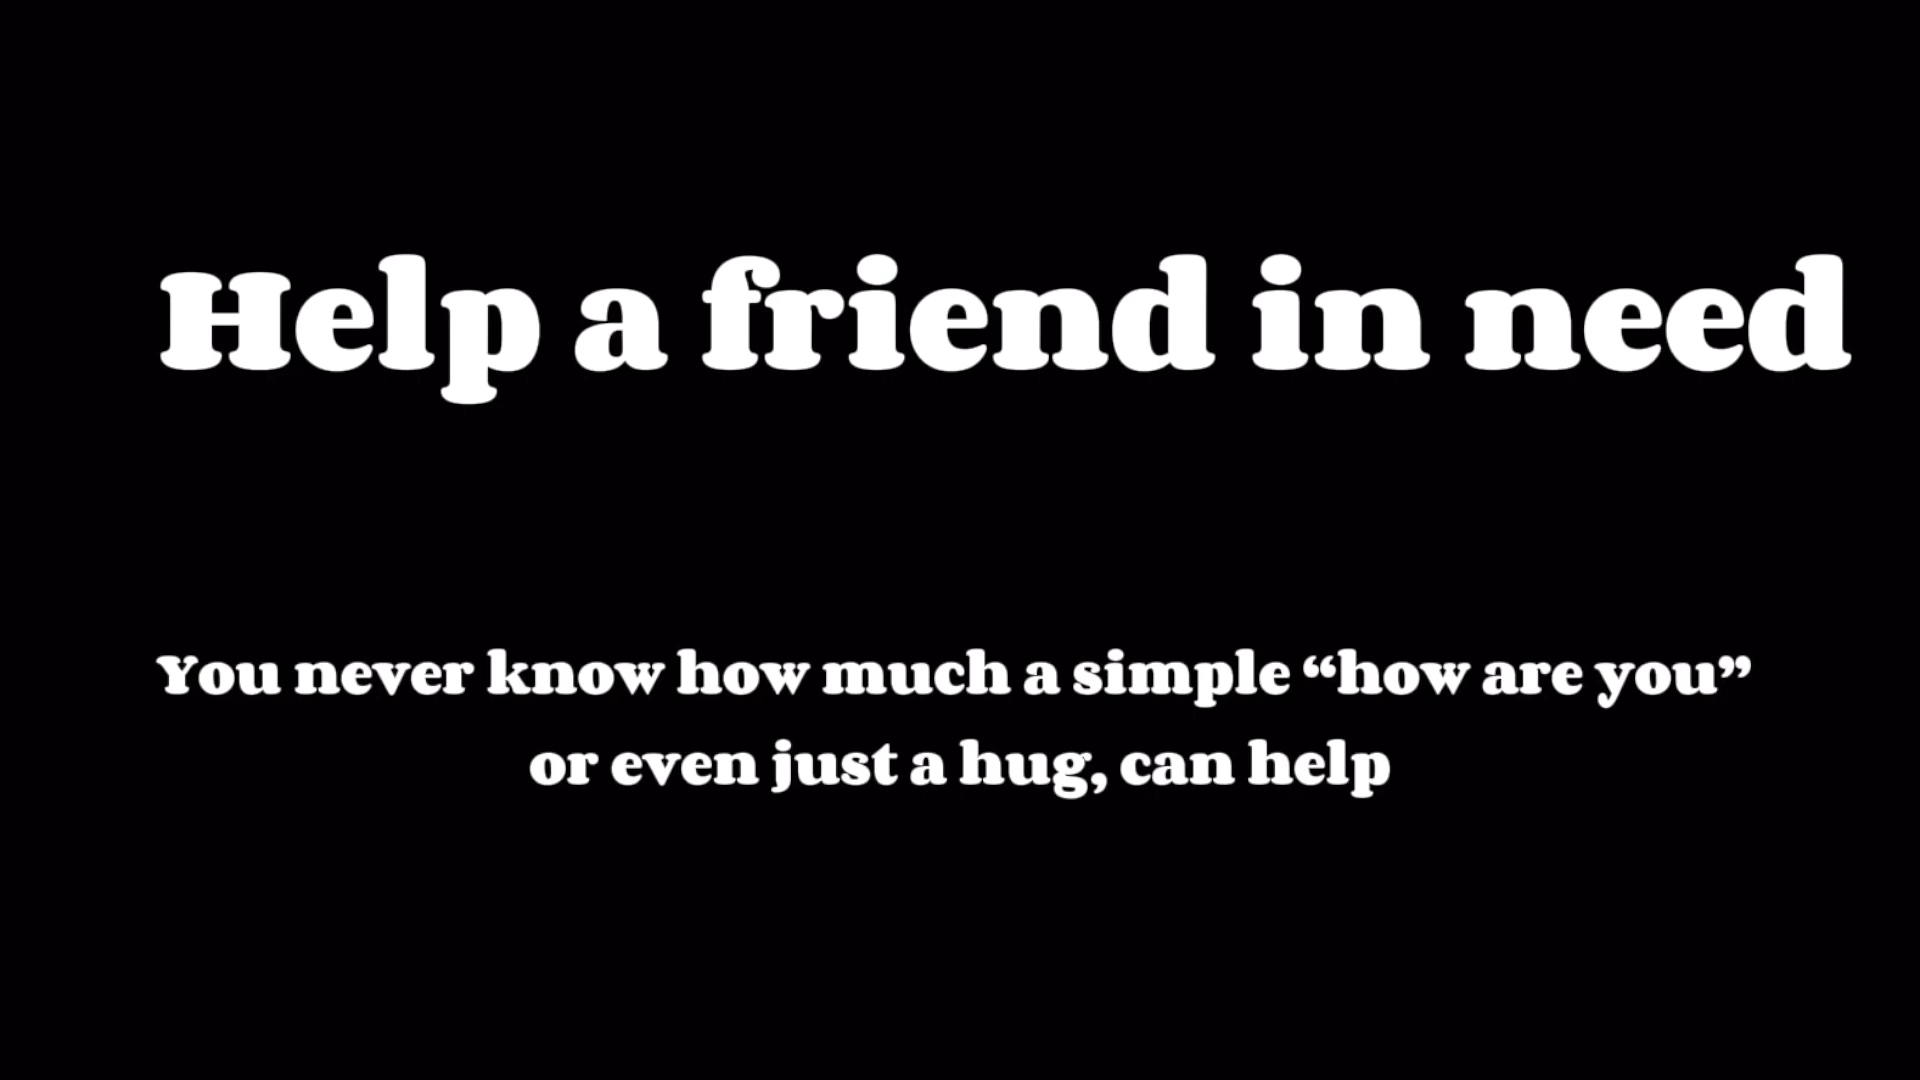 Help a friend in need
You never know how much a simple “how are you”
or even just a hug, can help